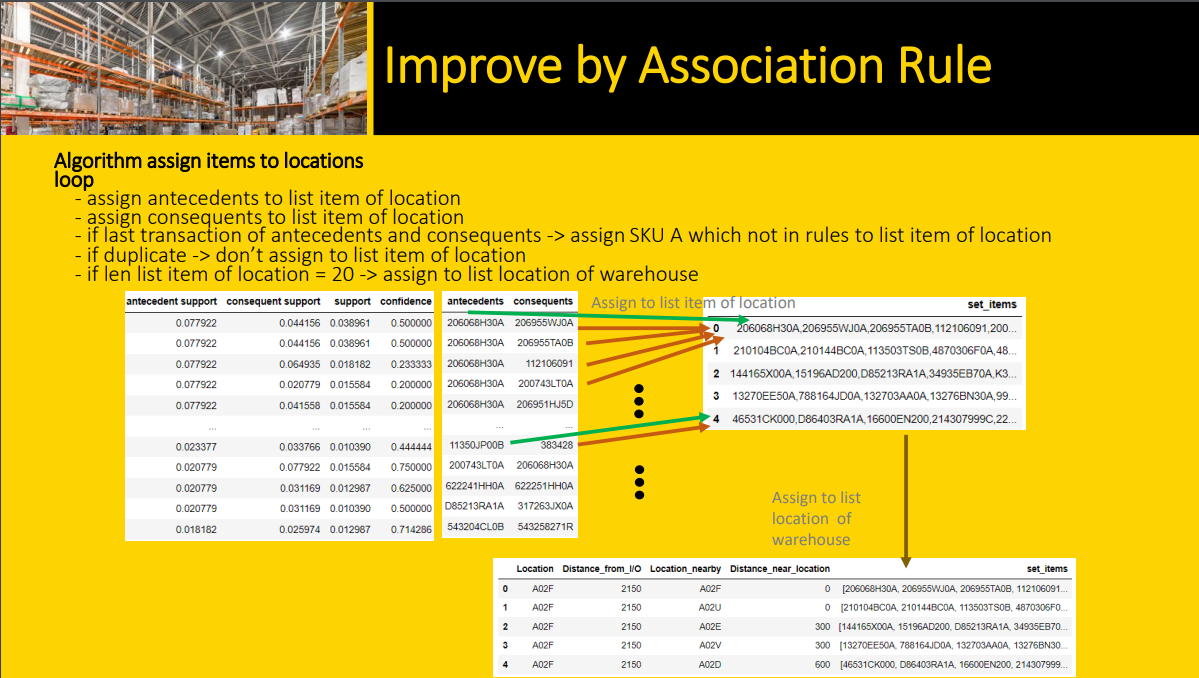 Improve by Association Rule
Algorithm assign items to locations
loop
- assign antecedents to list item of location
- assign consequents to list item of location
- if last transaction of antecedents and consequents -> assign SKU A which not in rules to list item of location
- if duplicate -> don't assign to list item of location
- if len list item of location = 20 -> assign to list location of warehouse
antecedent support consequent support support confidence
0.077922 0.044156 0.038961 0.500000
0.077922 0.044156 0.038961 0.500000
0.077922 0.064935 0.018182 0.233333
0.077922 0.020779 0.015584 0.200000
0.077922 0.041558 0.015584 0.200000
... ... ... ...
0.023377 0.033766 0.010390 0.444444
0.020779 0.077922 0.015584 0.750000
0.020779 0.031169 0.012987 0.625000
0.020779 0.031169 0.010390 0.500000
0.018182 0.025974 0.012987 0.714286
antecedents consequents
206068H30A 206955WJ0A
206068H30A 206955TA0B
206068H30A 112106091
206068H30A 200743LT0A
206068H30A 206951HJ5D
... ...
11350JP00B 383428
200743LT0A 206068H30A
622241HH0A 622251HH0A
D85213RA1A 317263JX0A
543204CL0B 543258271R
Assign to list item of location
set_items
0 206068H30A,206955WJ0A,206955TA0B,112106091,200...
1 210104BC0A,210144BC0A,113503TS0B,4870306F0A,48...
2 144165X00A,15196AD200,D85213RA1A,34935EB70A,K3...
3 13270EE50A,788164JD0A,132703AA0A,13276BN30A,99...
4 46531CK000,D86403RA1A,16600EN200,214307999C,22...
Assign to list
location of
warehouse
Location Distance_from_I/O Location_nearby Distance_near_location set_items
0 A02F 2150 A02F 0 [206068H30A, 206955WJ0A, 206955TA0B, 112106091...
1 A02F 2150 A02U 0 [210104BC0A, 210144BC0A, 113503TS0B, 4870306F0...
2 A02F 2150 A02E 300 [144165X00A, 15196AD200, D85213RA1A, 34935EB70...
3 A02F 2150 A02V 300 [13270EE50A, 788164JD0A, 132703AA0A, 13276BN30...
4 A02F 2150 A02D 600 [46531CK000, D86403RA1A, 16600EN200, 214307999...